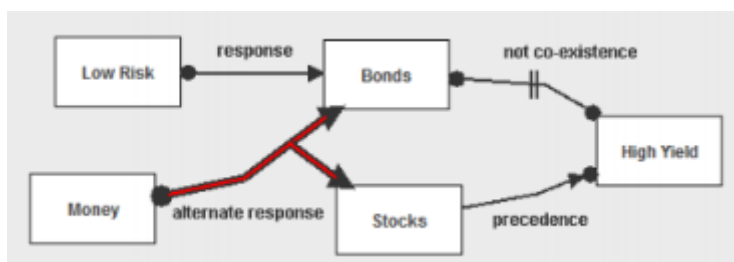 response
Low Risk
Bonds
not co-existence
High Yield
Money
alternate response
Stocks
precedence